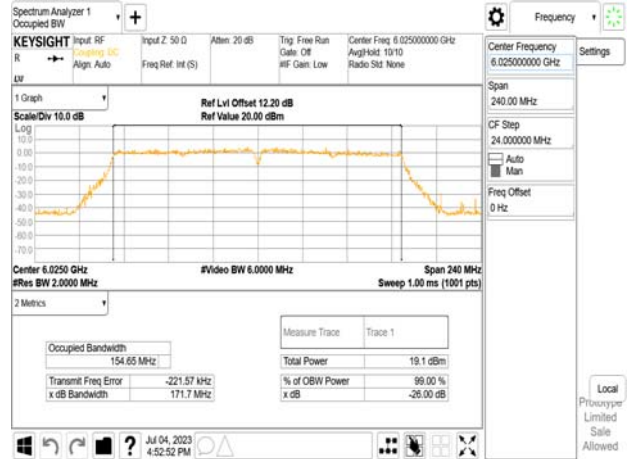 Spectrum Analyzer 1
Occupied BW
Frequency
KEYSIGHT
R
Input: RF
Coupling: DC
Align: Auto
Input Z: 50 Ω
Freq Ref: Int (S)
Atten: 20 dB
Trig: Free Run
Gate: Off
#IF Gain: Low
Center Freq: 6.025000000 GHz
Avg|Hold: 10/10
Radio Std: None
LXI
Center Frequency
6.025000000 GHz
Settings
Span
240.00 MHz
CF Step
24.000000 MHz
Auto
Man
Freq Offset
0 Hz
1 Graph
Scale/Div 10.0 dB
Ref Lvl Offset 12.20 dB
Ref Value 20.00 dBm
Log
10.0
0.00
-10.0
-20.0
-30.0
-40.0
-50.0
-60.0
-70.0
Center 6.0250 GHz
#Res BW 2.0000 MHz
#Video BW 6.0000 MHz
Span 240 MHz
Sweep 1.00 ms (1001 pts)
2 Metrics
Measure Trace Trace 1
Occupied Bandwidth
154.65 MHz
Total Power 19.1 dBm
Transmit Freq Error -221.57 kHz
% of OBW Power 99.00 %
x dB Bandwidth 171.7 MHz
x dB -26.00 dB
Local
Prototype
Limited
Sale
Allowed
?
Jul 04, 2023
4:52:52 PM